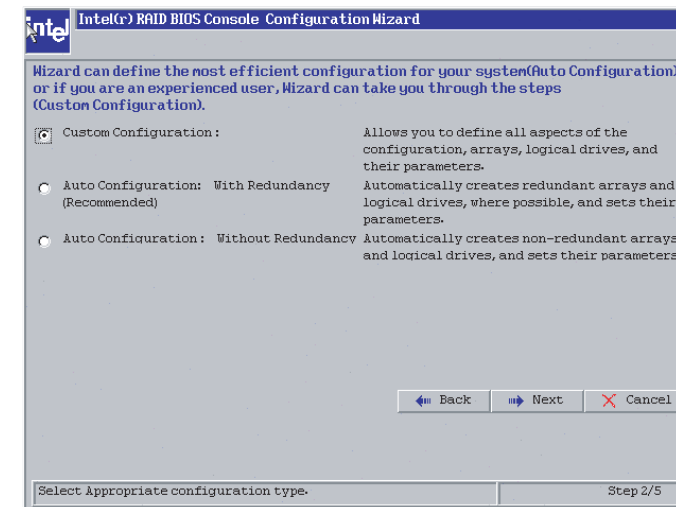 intel
Intel(r) RAID BIOS Console Configuration Wizard
Wizard can define the most efficient configuration for your system(Auto Configuration)
or if you are an experienced user, Wizard can take you through the steps
(Custom Configuration).
Custom Configuration: Allows you to define all aspects of the
configuration, arrays, logical drives, and
their parameters.
Auto Configuration: With Redundancy Automatically creates redundant arrays and
(Recommended) logical drives, where possible, and sets their
parameters.
Auto Configuration: Without Redundancy Automatically creates non-redundant arrays
and logical drives, and sets their parameters
Back Next Cancel
Select Appropriate configuration type. Step 2/5